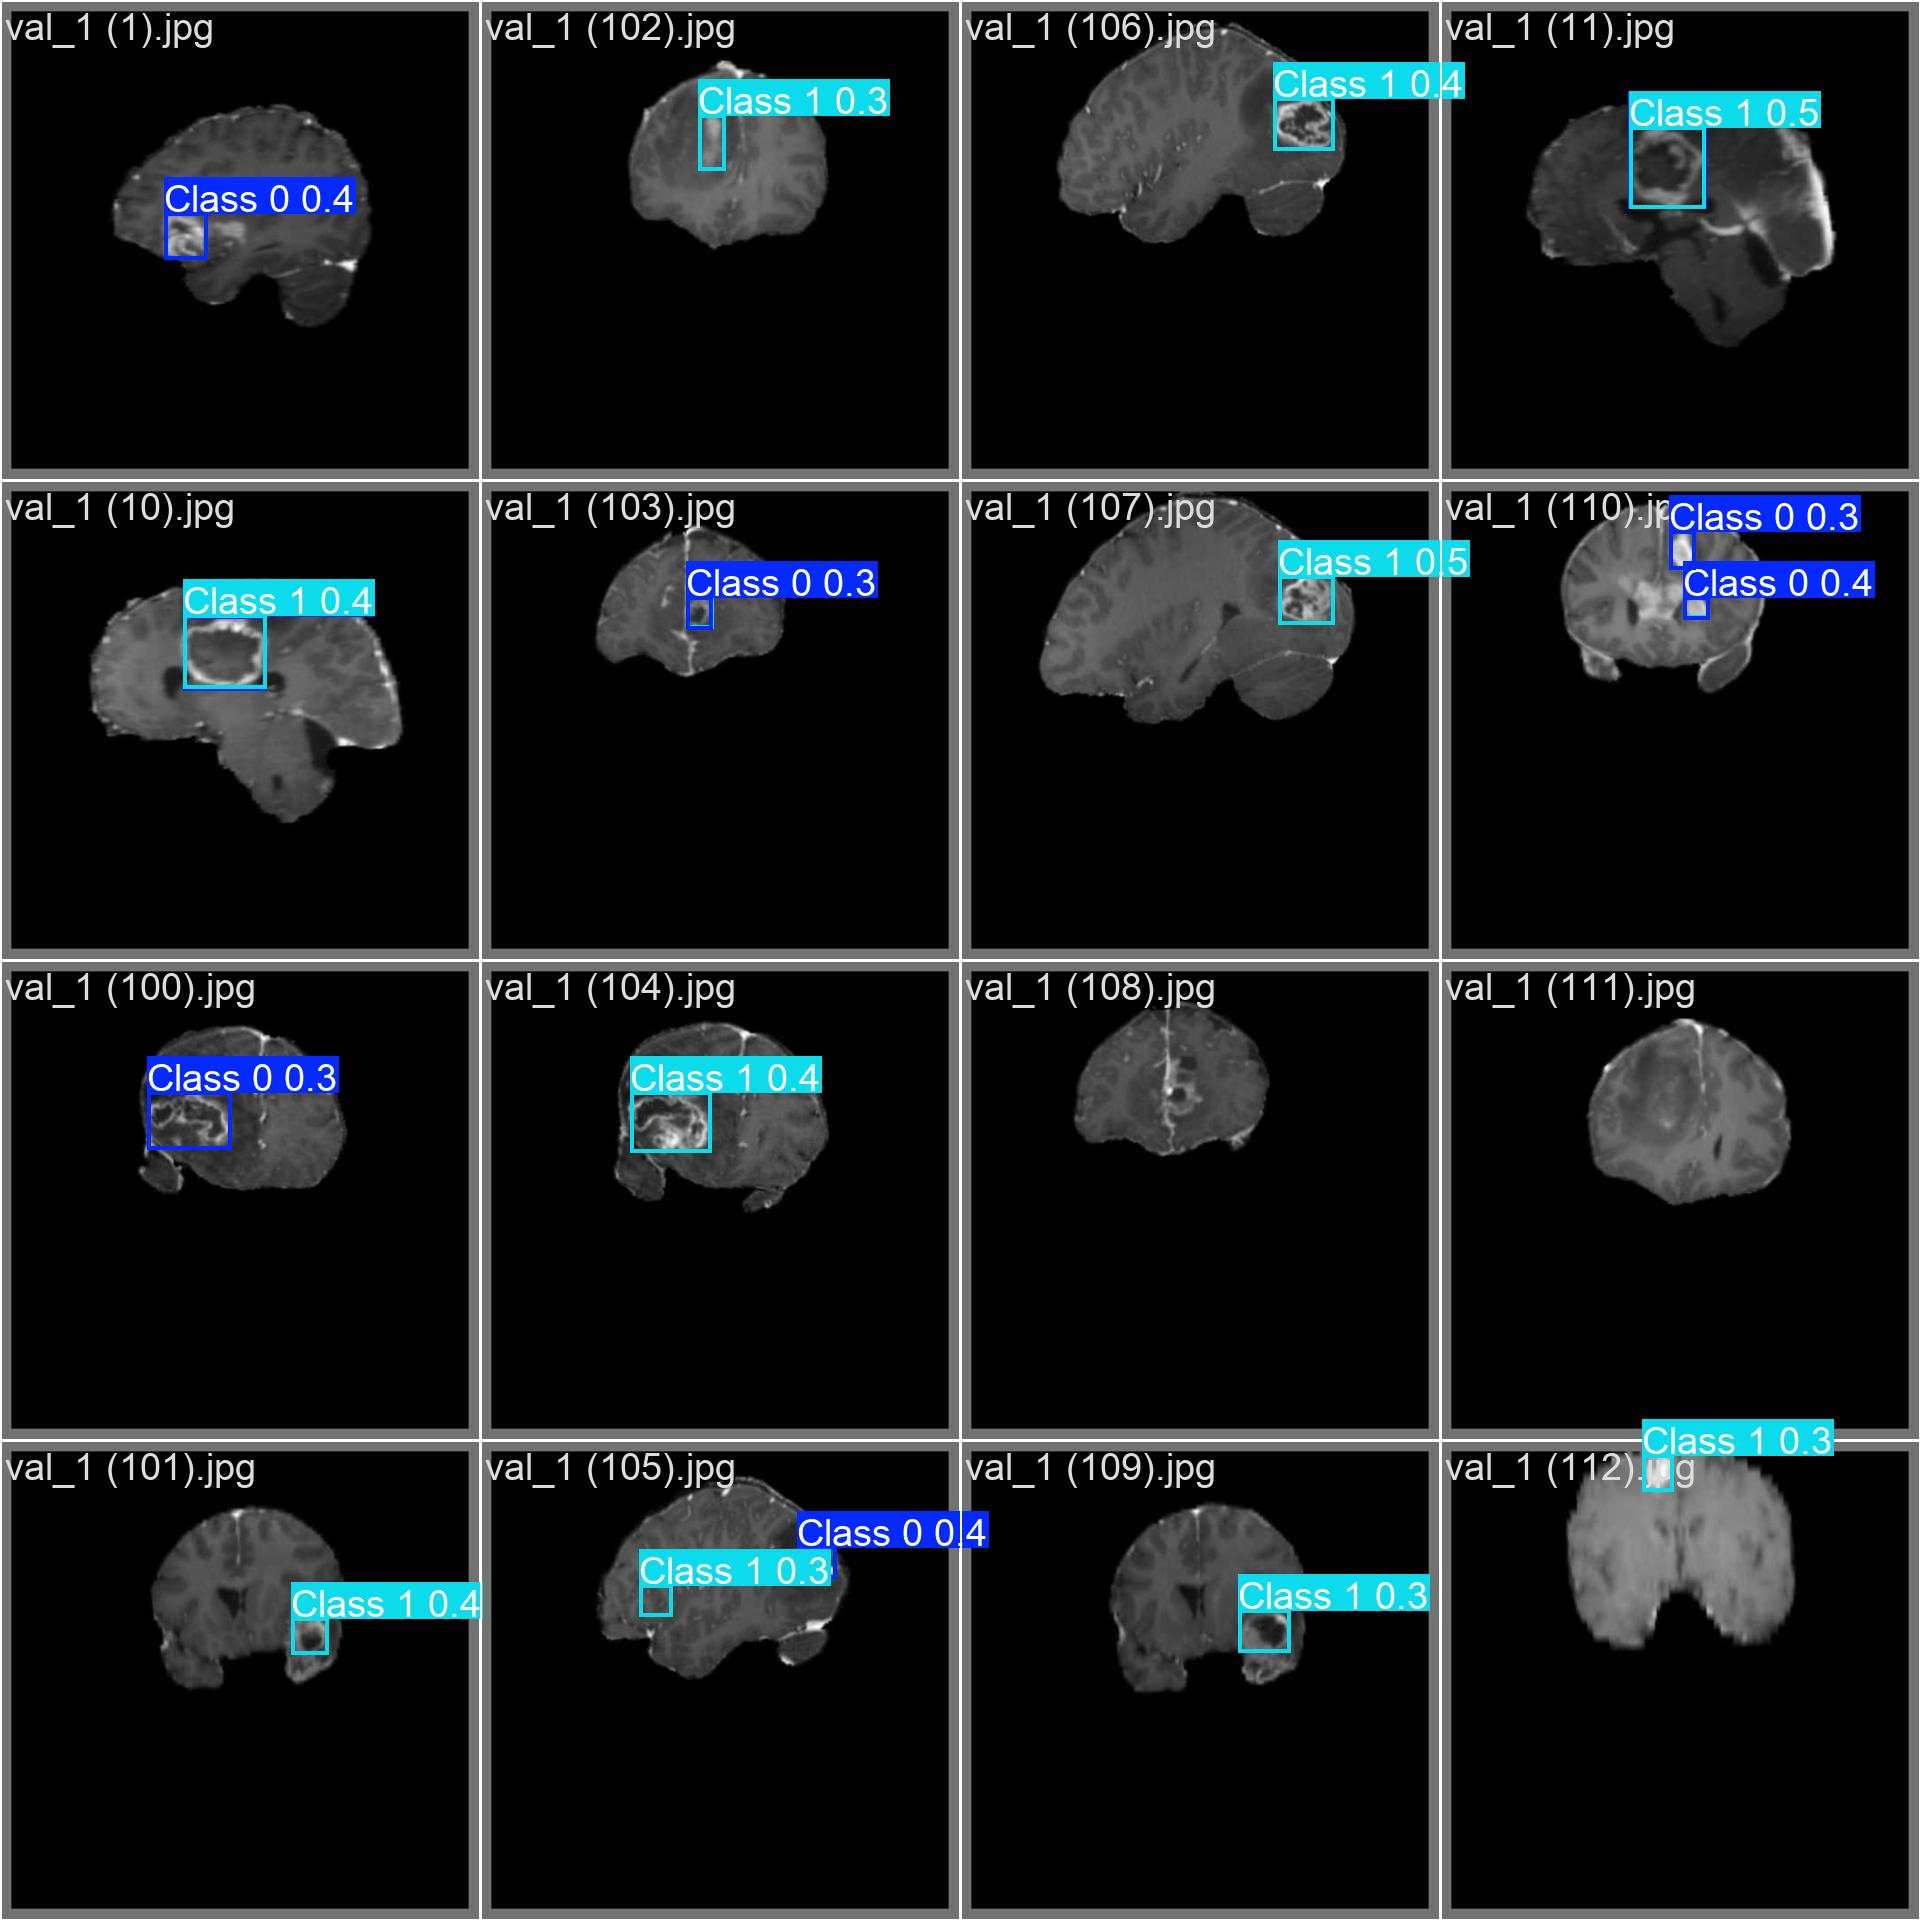 val_1 (1).jpg
Class 0 0.4
val_1 (102).jpg
Class 1 0.3
val_1 (106).jpg
Class 1 0.4
val_1 (11).jpg
Class 1 0.5
val_1 (10).jpg
Class 1 0.4
val_1 (103).jpg
Class 0 0.3
val_1 (107).jpg
Class 1 0.5
val_1 (110).jp
Class 0 0.3
Class 0 0.4
val_1 (100).jpg
Class 0 0.3
val_1 (104).jpg
Class 1 0.4
val_1 (108).jpg
val_1 (111).jpg
val_1 (101).jpg
Class 1 0.4
val_1 (105).jpg
Class 0 0.4
Class 1 0.3
val_1 (109).jpg
Class 1 0.3
Class 1 0.3
val_1 (112).jpg